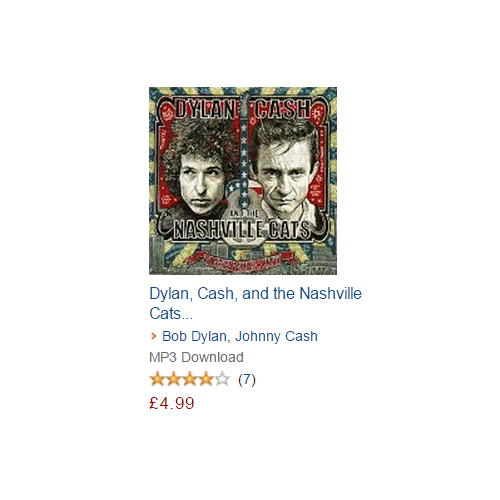 DYLAN CASH
AND THE
NASHVILLE CATS
Dylan, Cash, and the Nashville
Cats...
› Bob Dylan, Johnny Cash
MP3 Download
(7)
£4.99